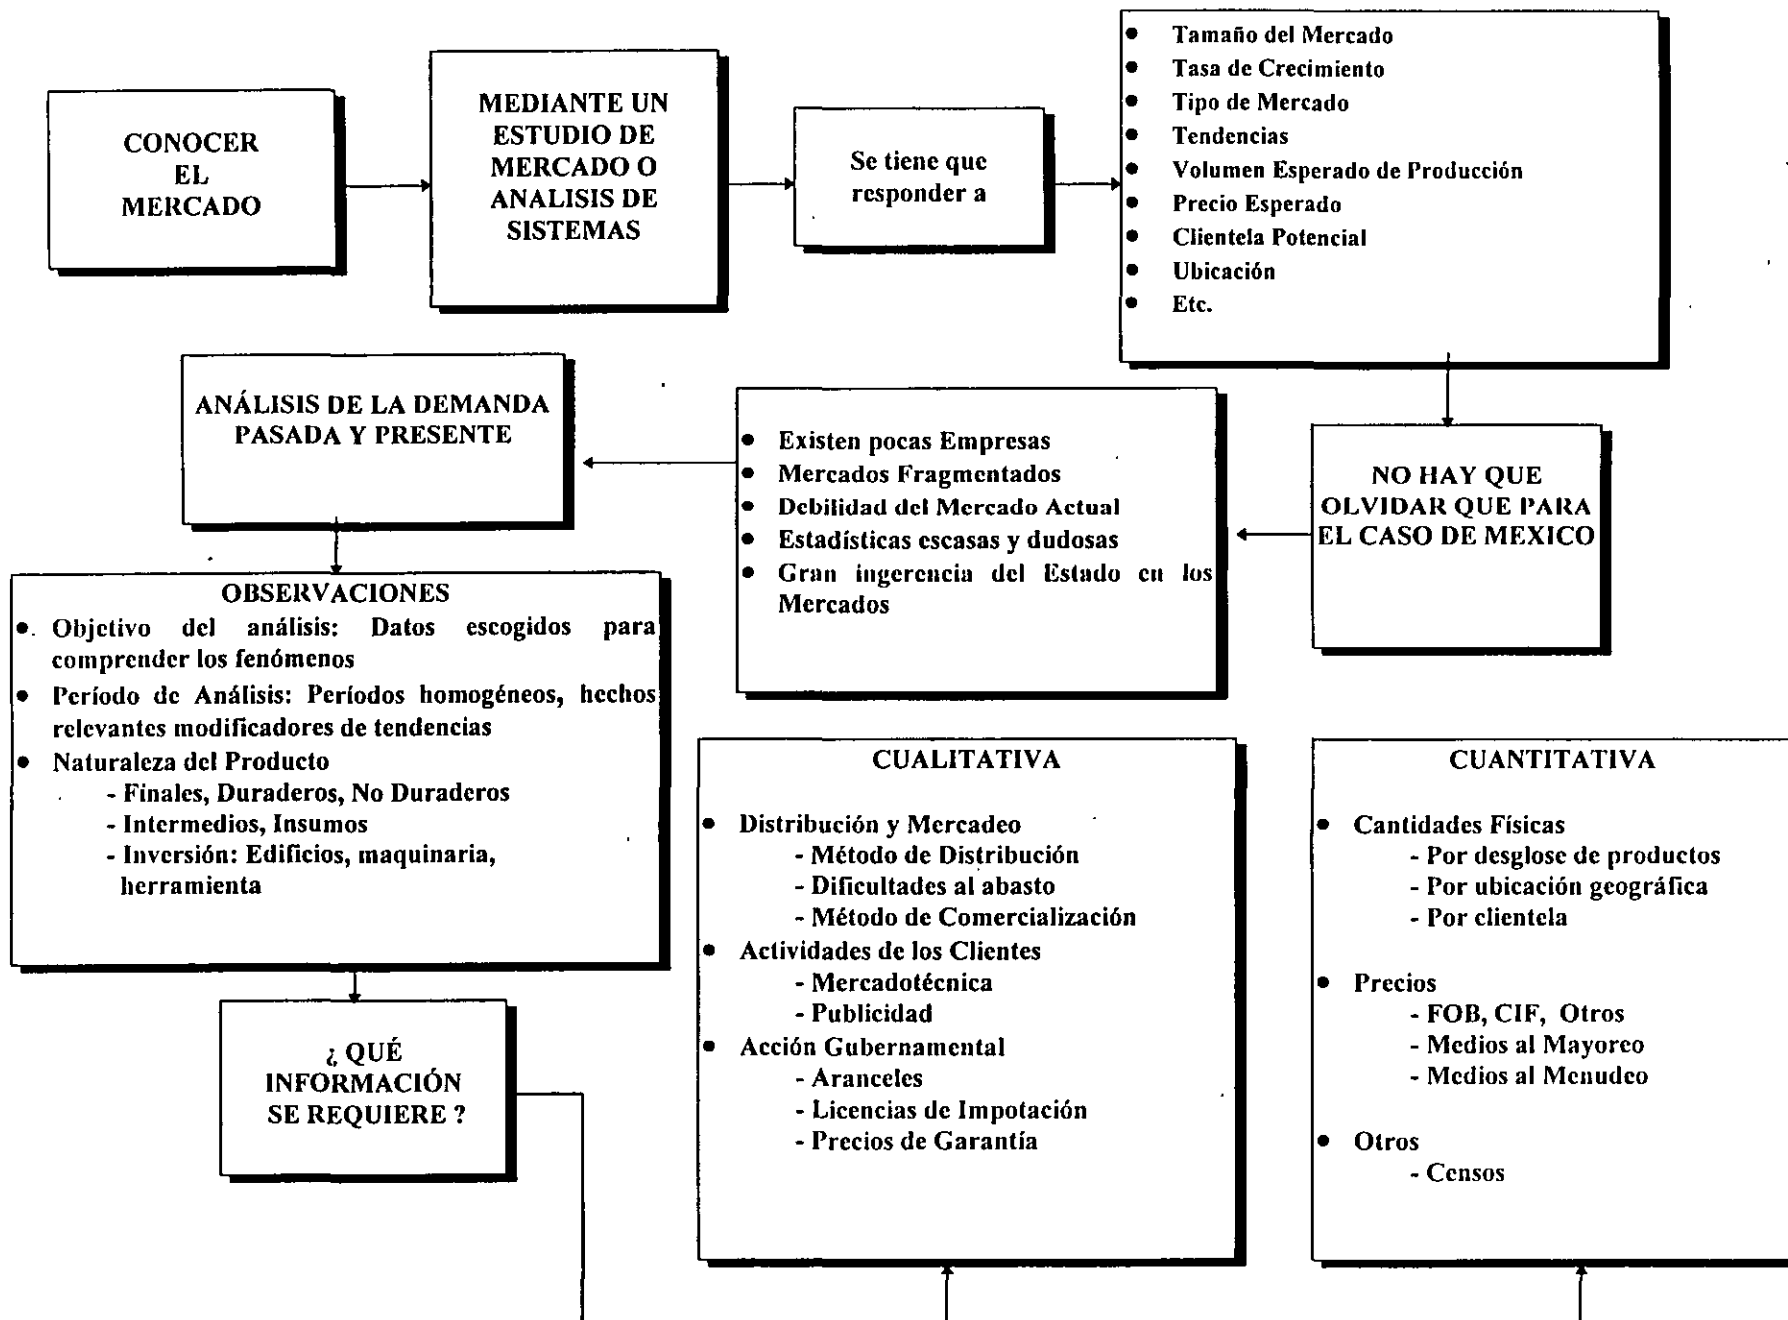 CONOCER
EL
MERCADO
MEDIANTE UN
ESTUDIO DE
MERCADO O
ANALISIS DE
SISTEMAS
Se tiene que
responder a
• Tamaño del Mercado
• Tasa de Crecimiento
• Tipo de Mercado
• Tendencias
• Volumen Esperado de Producción
• Precio Esperado
• Clientela Potencial
• Ubicación
• Etc.
NO HAY QUE
OLVIDAR QUE PARA
EL CASO DE MEXICO
• Existen pocas Empresas
• Mercados Fragmentados
• Debilidad del Mercado Actual
• Estadísticas escasas y dudosas
• Gran ingerencia del Estado en los
Mercados
ANÁLISIS DE LA DEMANDA
PASADA Y PRESENTE
OBSERVACIONES
• Objetivo del análisis: Datos escogidos para
comprender los fenómenos
• Período de Análisis: Períodos homogéneos, hechos
relevantes modificadores de tendencias
• Naturaleza del Producto
- Finales, Duraderos, No Duraderos
- Intermedios, Insumos
- Inversión: Edificios, maquinaria,
herramienta
¿ QUÉ
INFORMACIÓN
SE REQUIERE ?
CUALITATIVA
• Distribución y Mercadeo
- Método de Distribución
- Dificultades al abasto
- Método de Comercialización
• Actividades de los Clientes
- Mercadotécnica
- Publicidad
• Acción Gubernamental
- Aranceles
- Licencias de Impotación
- Precios de Garantía
CUANTITATIVA
• Cantidades Físicas
- Por desglose de productos
- Por ubicación geográfica
- Por clientela
• Precios
- FOB, CIF, Otros
- Medios al Mayoreo
- Medios al Menudeo
• Otros
- Censos